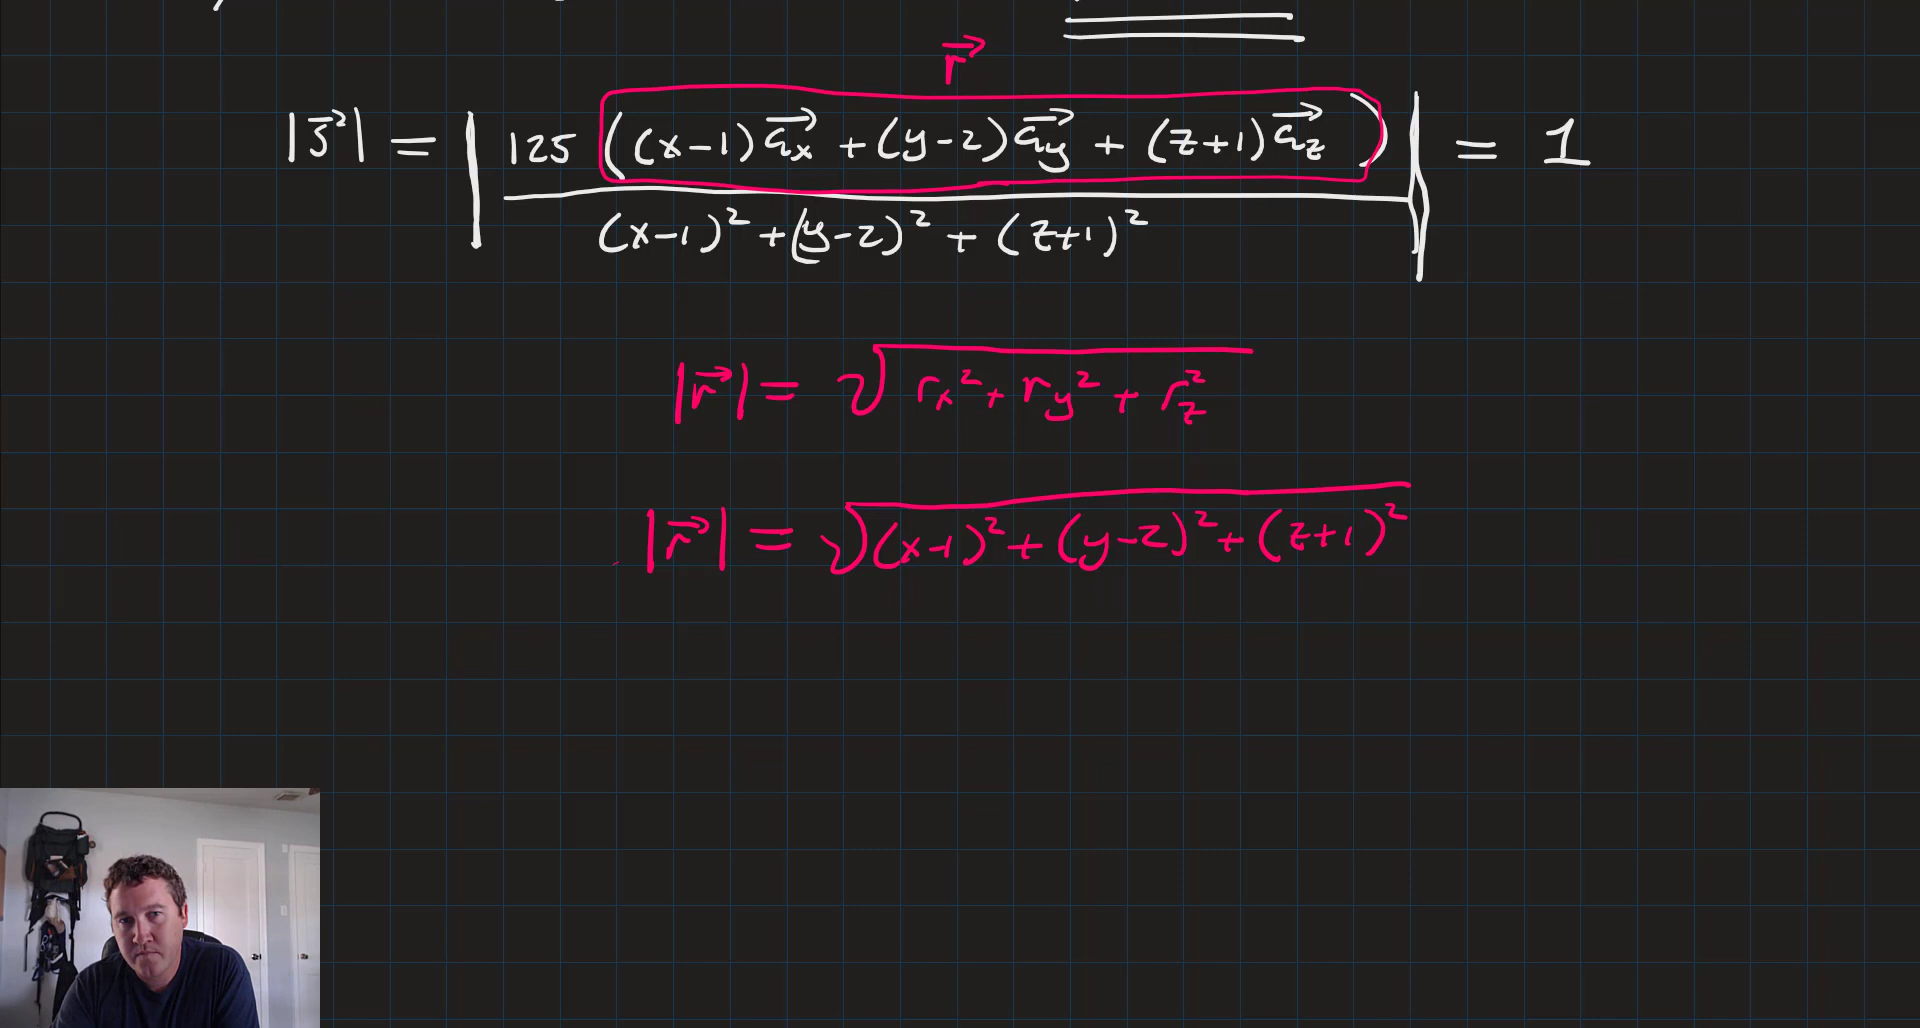 r⃗
|S⃗| = | 125 ((x-1) a⃗x + (y-2) a⃗y + (z+1) a⃗z) / (x-1)² + (y-2)² + (z+1)² | = 1
|r⃗| = √ rx² + ry² + rz²
|r⃗| = √ (x-1)² + (y-2)² + (z+1)²